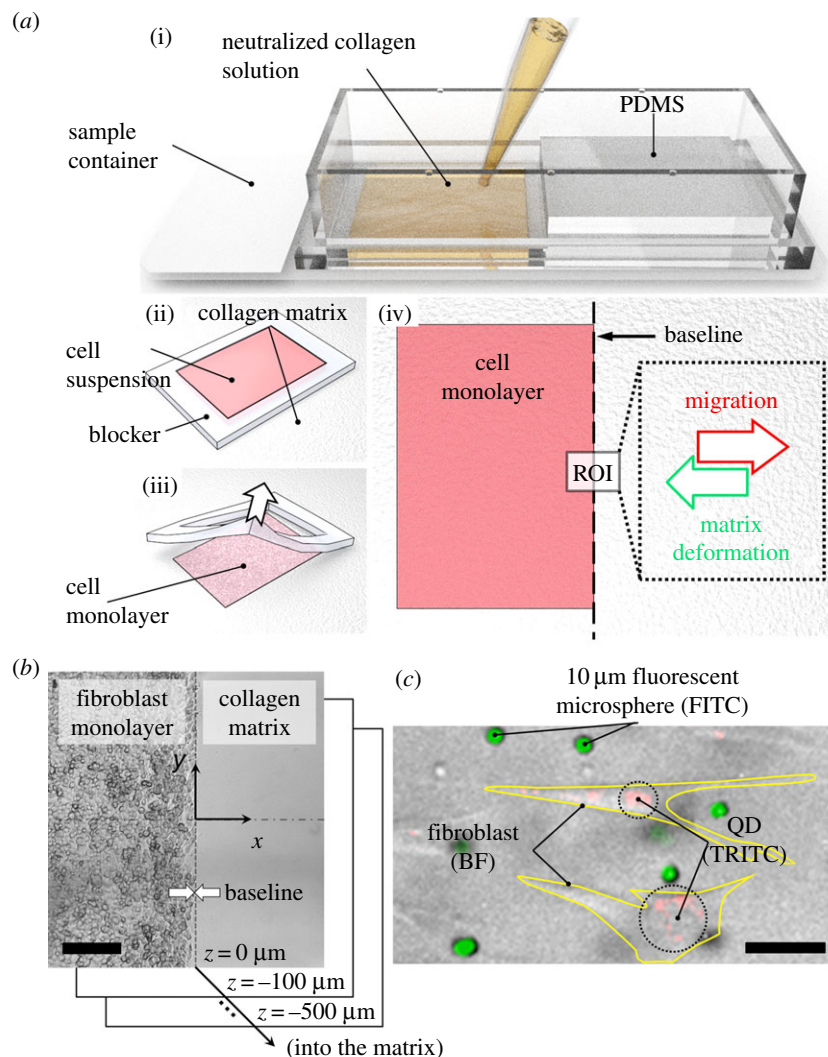 (a)
(i)
neutralized collagen
solution
PDMS
sample
container
(ii)
collagen matrix
cell
suspension
blocker
(iii)
cell
monolayer
(iv)
baseline
cell
monolayer
migration
ROI
matrix
deformation
(b)
fibroblast
monolayer
collagen
matrix
y
x
baseline
z = 0 µm
z = –100 µm
z = –500 µm
(into the matrix)
(c)
10 µm fluorescent
microsphere (FITC)
fibroblast
(BF)
QD
(TRITC)